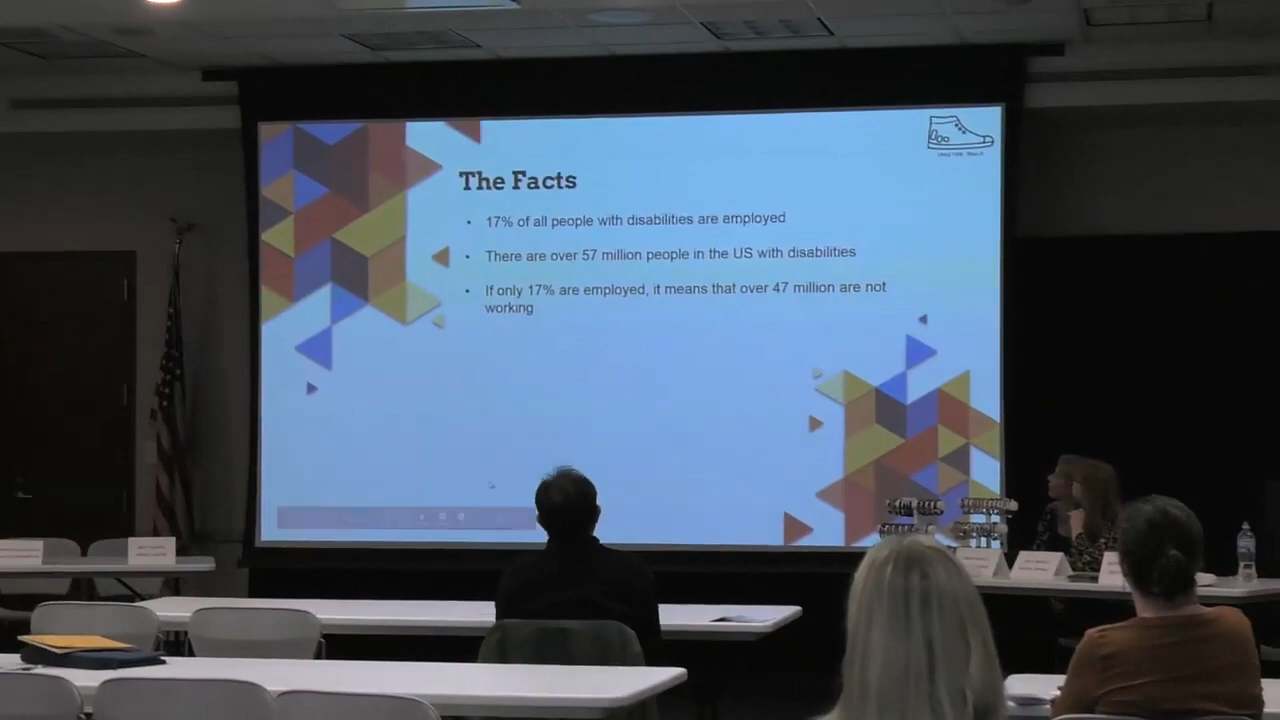 The Facts
• 17% of all people with disabilities are employed
• There are over 57 million people in the US with disabilities
• If only 17% are employed, it means that over 47 million are not
working